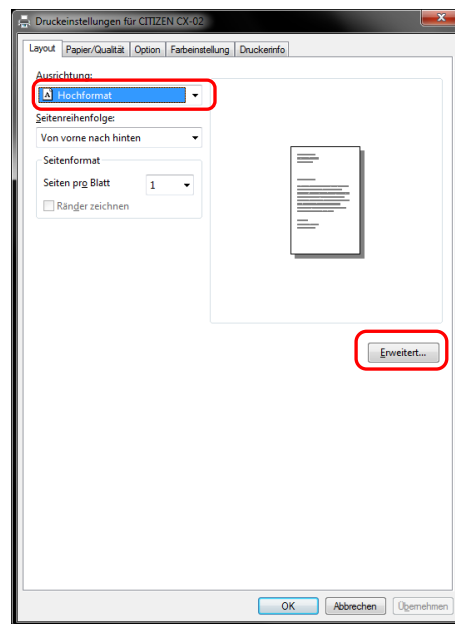 Druckeinstellungen für CITIZEN CX-02
Layout Papier/Qualität Option Farbeinstellung Druckerinfo
Ausrichtung:
A Hochformat
Seitenreihenfolge:
Von vorne nach hinten
Seitenformat
Seiten pro Blatt 1
Ränder zeichnen
Erweitert...
OK Abbrechen Übernehmen